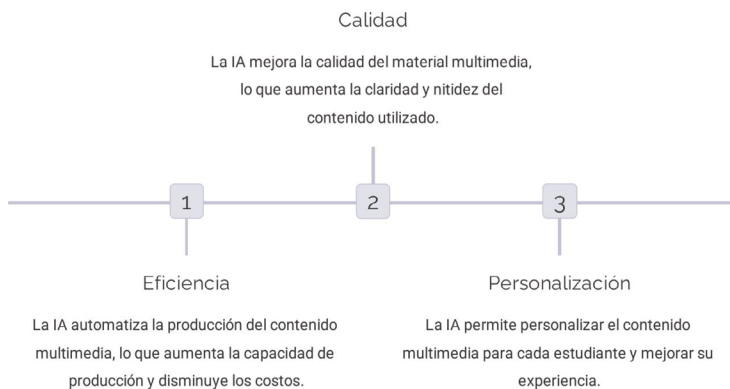 Calidad
La IA mejora la calidad del material multimedia,
lo que aumenta la claridad y nitidez del
contenido utilizado.
1
2
3
Eficiencia
La IA automatiza la producción del contenido
multimedia, lo que aumenta la capacidad de
producción y disminuye los costos.
Personalización
La IA permite personalizar el contenido
multimedia para cada estudiante y mejorar su
experiencia.